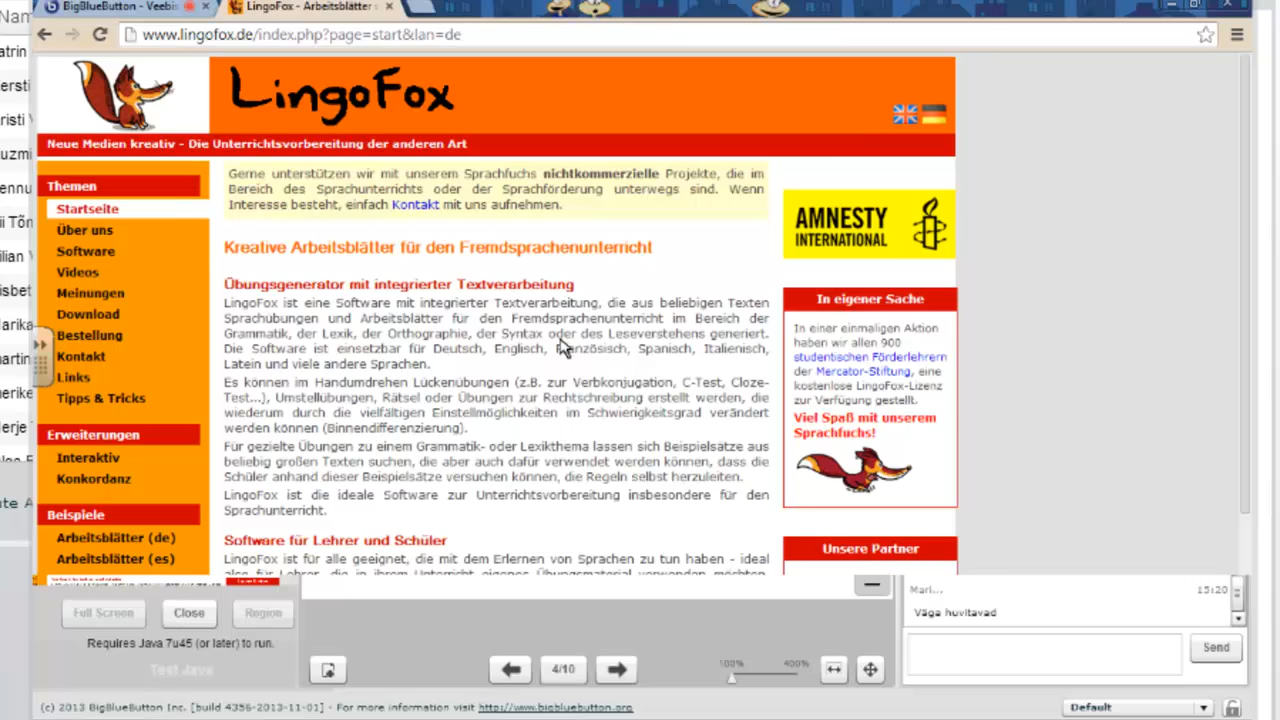 BigBlueButton - Veebis
LingoFox - Arbeitsblätter
www.lingofox.de/index.php?page=start&lan=de
LingoFox
Neue Medien kreativ - Die Unterrichtsvorbereitung der anderen Art
Themen
Startseite
Über uns
Software
Videos
Meinungen
Download
Bestellung
Kontakt
Links
Tipps & Tricks
Erweiterungen
Interaktiv
Konkordanz
Beispiele
Arbeitsblätter (de)
Arbeitsblätter (es)
Gerne unterstützen wir mit unserem Sprachfuchs nichtkommerzielle Projekte, die im
Bereich des Sprachunterrichts oder der Sprachförderung unterwegs sind. Wenn
Interesse besteht, einfach Kontakt mit uns aufnehmen.
Kreative Arbeitsblätter für den Fremdsprachenunterricht
Übungsgenerator mit integrierter Textverarbeitung
LingoFox ist eine Software mit integrierter Textverarbeitung, die aus beliebigen Texten
Sprachübungen und Arbeitsblätter für den Fremdsprachenunterricht im Bereich der
Grammatik, der Lexik, der Orthographie, der Syntax oder des Leseverstehens generiert.
Die Software ist einsetzbar für Deutsch, Englisch, Französisch, Spanisch, Italienisch,
Latein und viele andere Sprachen.
Es können im Handumdrehen Lückenübungen (z.B. zur Verbkonjugation, C-Test, Cloze-
Test...), Umstellübungen, Rätsel oder Übungen zur Rechtschreibung erstellt werden, die
wiederum durch die vielfältigen Einstellmöglichkeiten im Schwierigkeitsgrad verändert
werden können (Binnendifferenzierung).
Für gezielte Übungen zu einem Grammatik- oder Lexikthema lassen sich Beispielsätze aus
beliebig großen Texten suchen, die aber auch dafür verwendet werden können, dass die
Schüler anhand dieser Beispielsätze versuchen können, die Regeln selbst herzuleiten.
LingoFox ist die ideale Software zur Unterrichtsvorbereitung insbesondere für den
Sprachunterricht.
Software für Lehrer und Schüler
LingoFox ist für alle geeignet, die mit dem Erlernen von Sprachen zu tun haben - ideal
also für Lehrer, die in ihrem Unterricht eigenes Übungsmaterial verwenden möchten,
AMNESTY
INTERNATIONAL
In eigener Sache
In einer einmaligen Aktion
haben wir allen 900
studentischen Förderlehrern
der Mercator-Stiftung, eine
kostenlose LingoFox-Lizenz
zur Verfügung gestellt.
Viel Spaß mit unserem
Sprachfuchs!
Unsere Partner
Full Screen
Close
Region
Requires Java 7u45 (or later) to run.
Test Java
4/10
100%
400%
Mari...
15:20
Väga huvitavad
Send
(c) 2013 BigBlueButton Inc. [build 4356-2013-11-01] - For more information visit http://www.bigbluebutton.org
Default